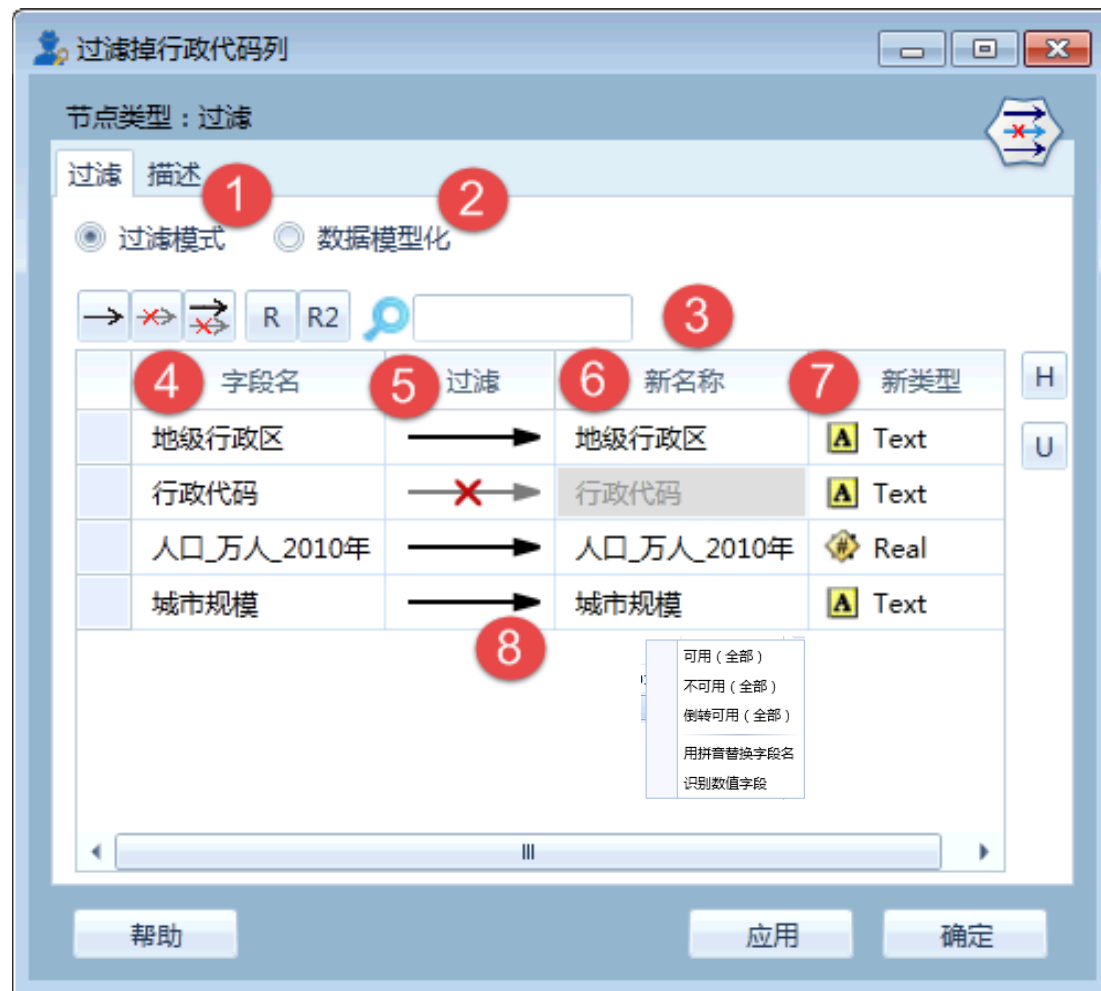 过滤掉行政代码列
节点类型：过滤
过滤 描述
1 2
过滤模式 数据模型化
R R2 3
4 字段名 5 过滤 6 新名称 7 新类型 H
地级行政区 地级行政区 A Text U
行政代码 行政代码 A Text
人口_万人_2010年 人口_万人_2010年 # Real
城市规模 城市规模 A Text
8
可用（全部）
不可用（全部）
倒转可用（全部）
用拼音替换字段名
识别数值字段
帮助 应用 确定